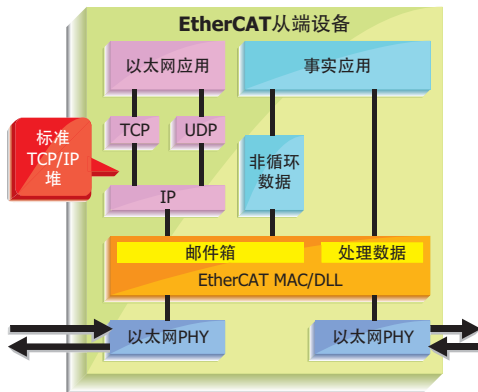 EtherCAT从端设备
以太网应用
事实应用
TCP
UDP
标准
TCP/IP
堆
非循环
数据
IP
邮件箱
处理数据
EtherCAT MAC/DLL
以太网PHY
以太网PHY